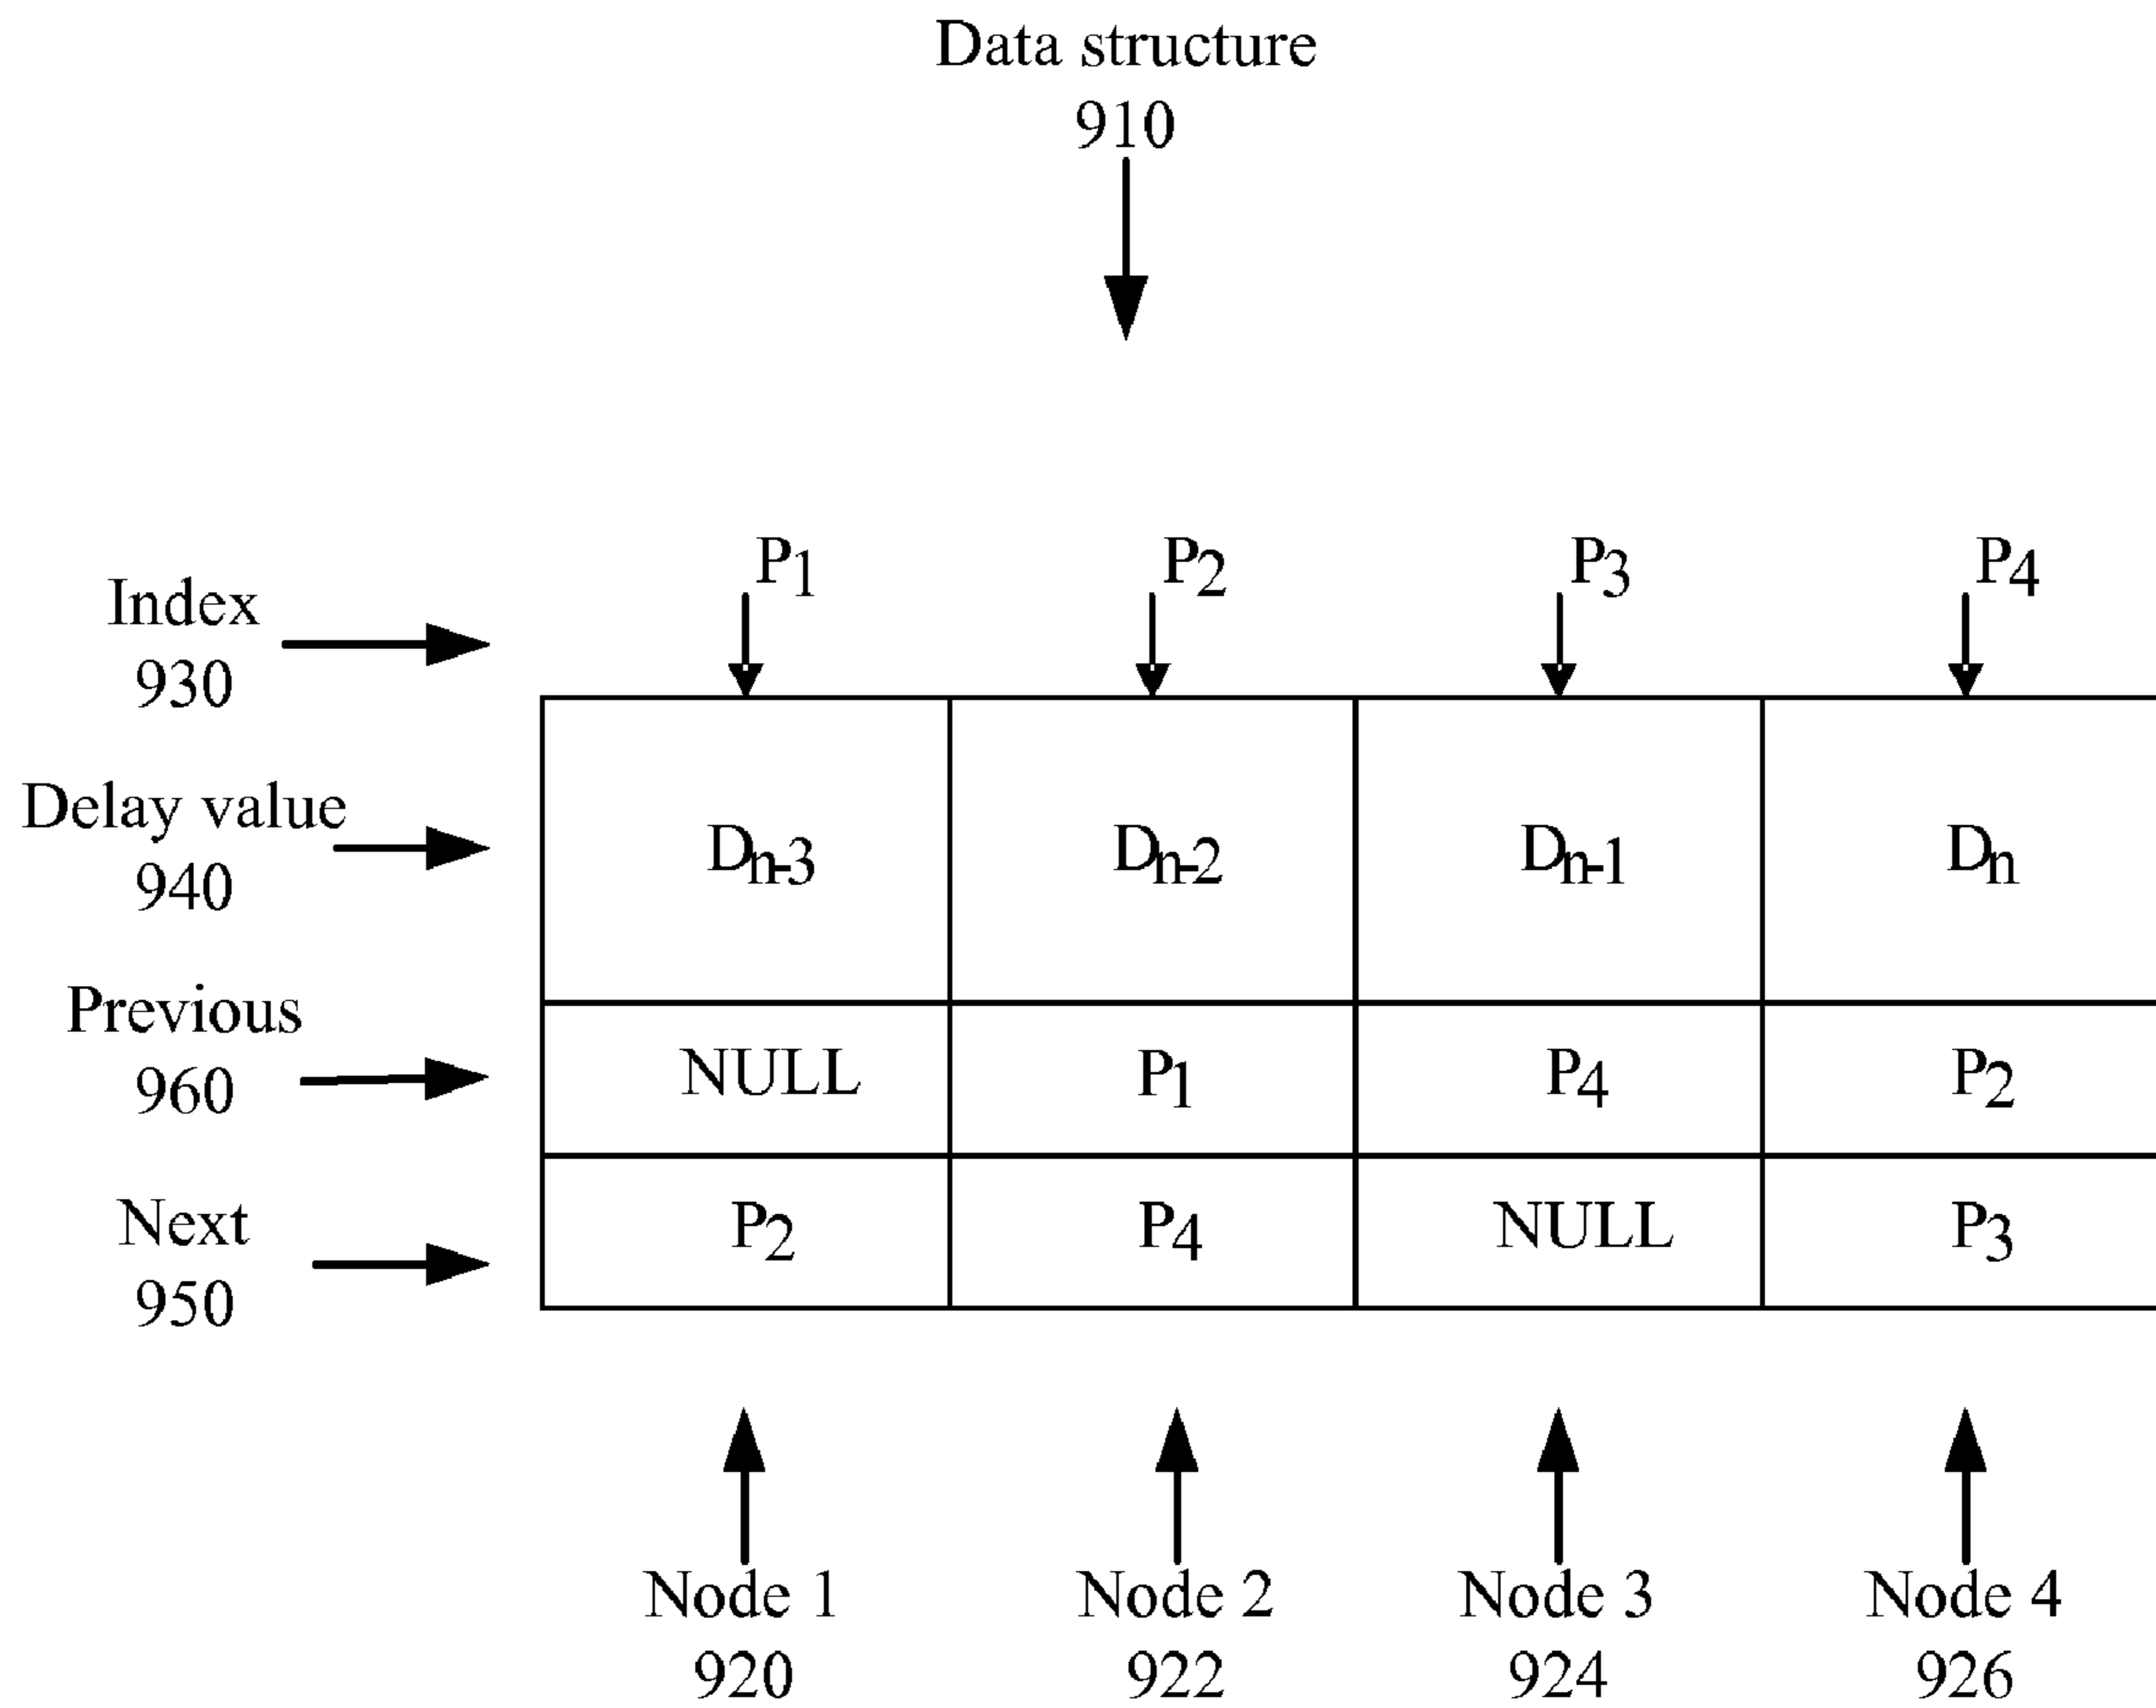 Data structure
910
P1 P2 P3 P4
Index
930
Delay value
940
Dn-3 Dn-2 Dn-1 Dn
Previous
960
NULL P1 P4 P2
Next
950
P2 P4 NULL P3
Node 1 Node 2 Node 3 Node 4
920 922 924 926